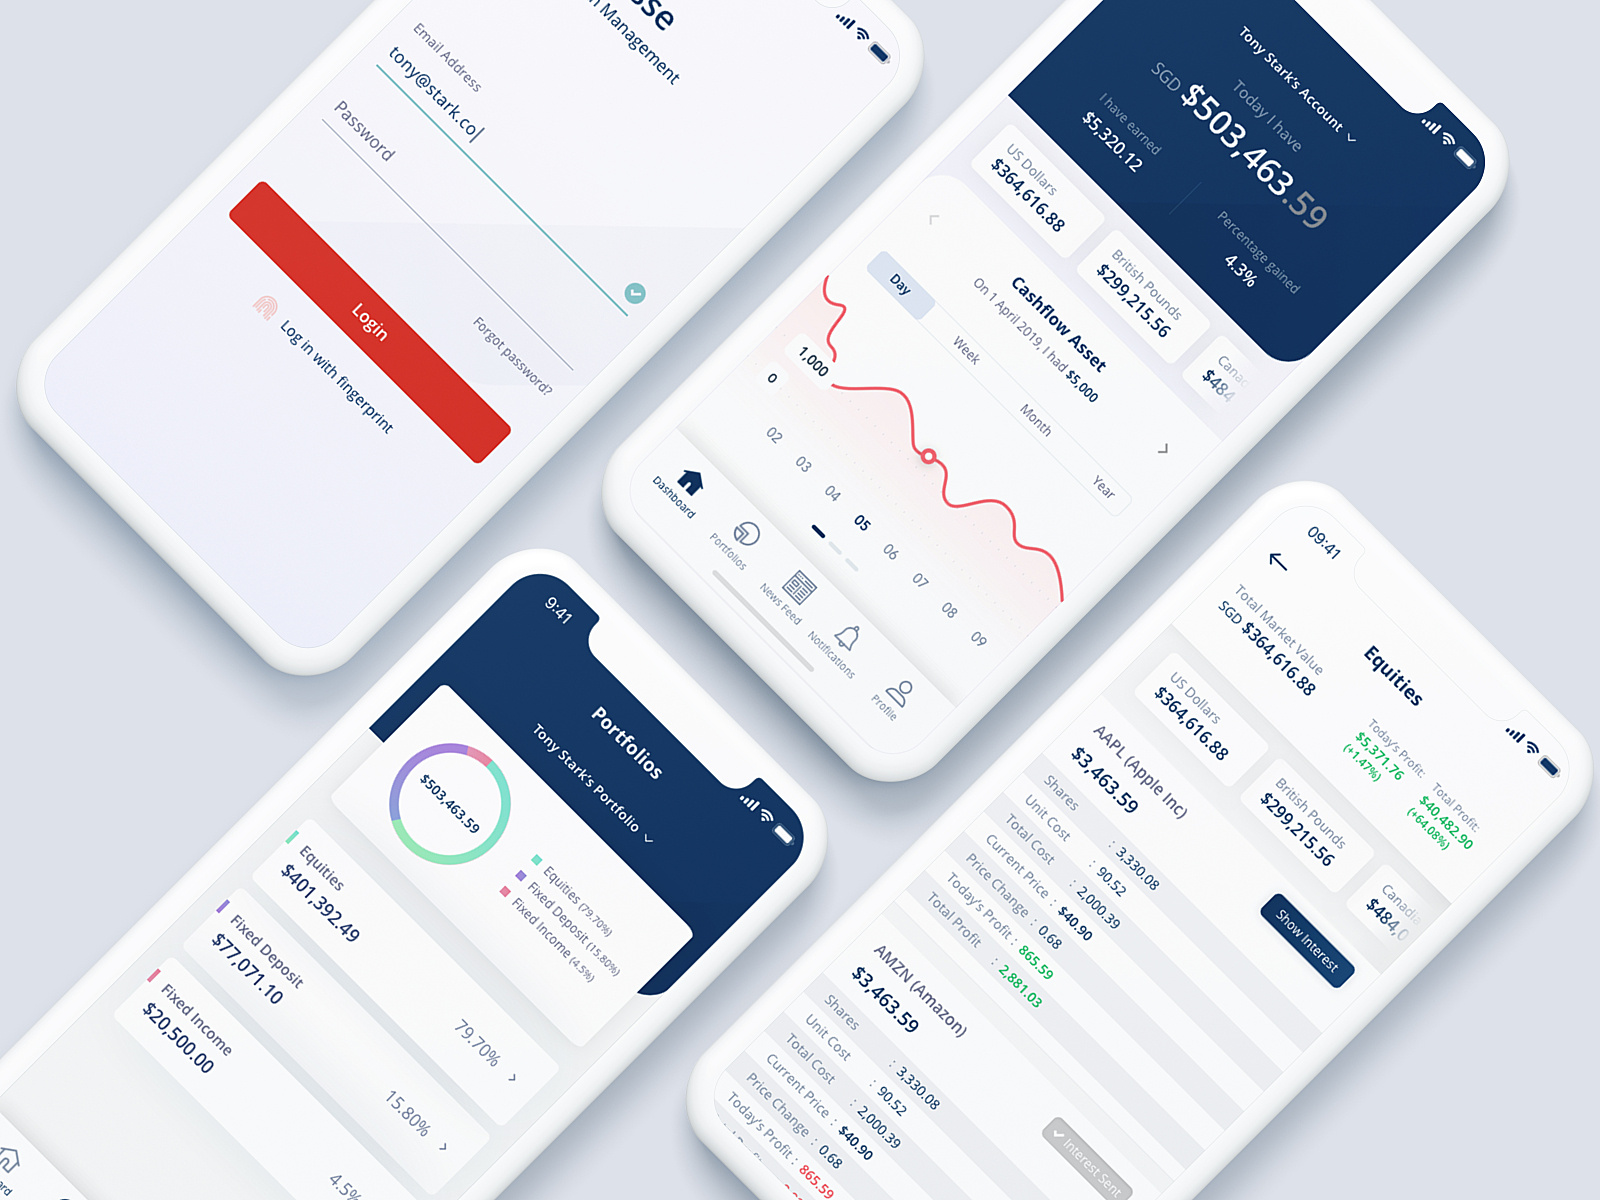 Management
Email Address
tony@stark.co
Password
Login
Forgot password?
Log in with fingerprint
Tony Stark's Account
Today I have
SGD $503,463.59
I have earned
$5,320.12
Percentage gained
4.3%
US Dollars
$364,616.88
British Pounds
$299,215.56
$484
Cashflow Asset
On 1 April 2019, I had $5,000
Day
Week
Month
Year
1,000
0
02
03
04
05
06
07
08
09
Dashboard
Portfolios
News Feed
Notifications
Profile
9:41
Portfolios
Tony Stark's Portfolio
$503,463.59
Equities (79.70%)
Fixed Deposit (15.80%)
Fixed Income (4.5%)
Equities
$401,392.49
79.70%
Fixed Deposit
$77,071.10
15.80%
Fixed Income
$20,500.00
4.5%
09:41
Equities
Total Market Value
SGD $364,616.88
Today's Profit:
$5,371.76
(+1.47%)
Total Profit:
$40,482.90
(+64.08%)
US Dollars
$364,616.88
British Pounds
$299,215.56
$484,0
AAPL (Apple Inc)
$3,463.59
Show Interest
Shares : 3,330.08
Unit Cost : 90.52
Total Cost : 2,000.39
Current Price : $40.90
Price Change : 0.68
Today's Profit : 865.59
Total Profit : 2,881.03
AMZN (Amazon)
$3,463.59
Interest Sent
Shares : 3,330.08
Unit Cost : 90.52
Total Cost : 2,000.39
Current Price : $40.90
Price Change : 0.68
Today's Profit : 865.59